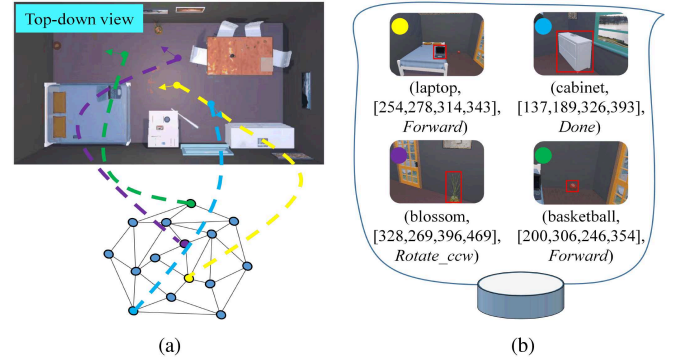 Top-down view
(laptop,
[254,278,314,343],
Forward)
(cabinet,
[137,189,326,393],
Done)
(blossom,
[328,269,396,469],
Rotate_ccw)
(basketball,
[200,306,246,354],
Forward)
(a)
(b)